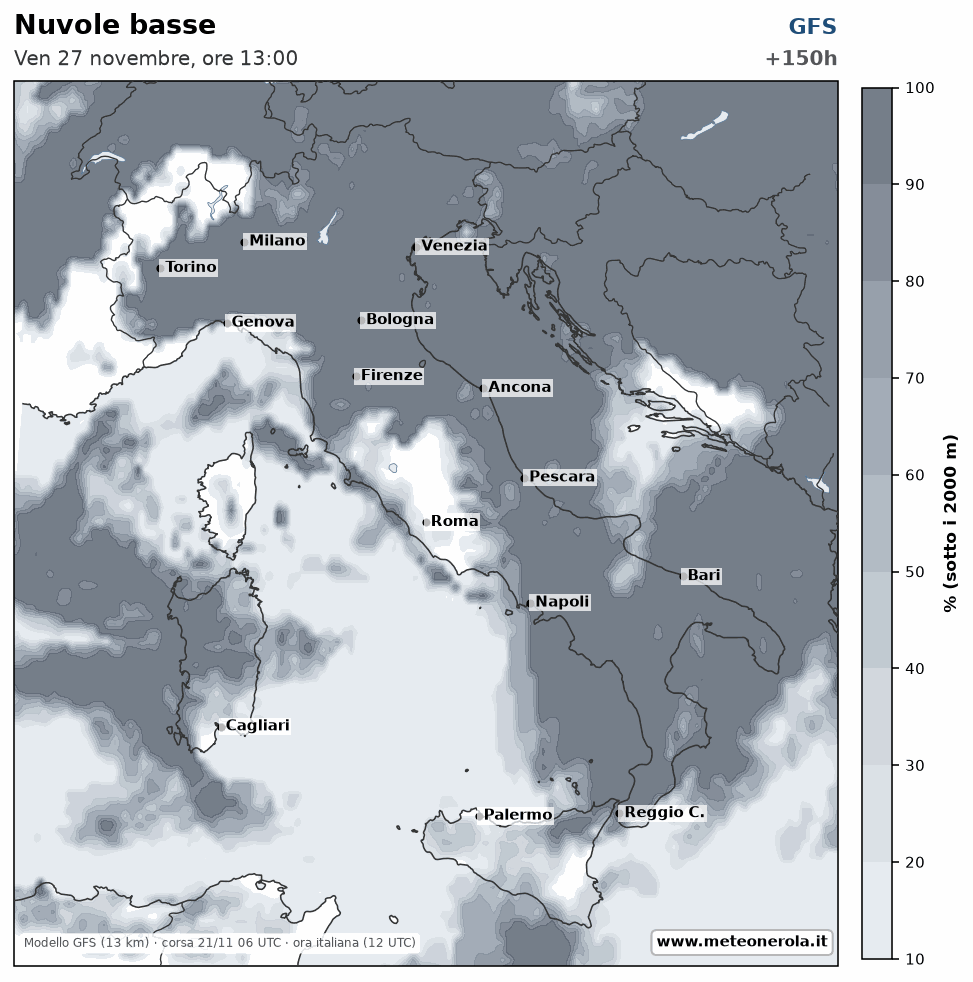 Nuvole basse
GFS
Ven 27 novembre, ore 13:00
+150h
Milano
Venezia
Torino
Genova
Bologna
Firenze
Ancona
Pescara
Roma
Bari
Napoli
Cagliari
Palermo
Reggio C.
100
90
80
70
60
50
40
30
20
10
% (sotto i 2000 m)
Modello GFS (13 km) · corsa 21/11 06 UTC · ora italiana (12 UTC)
www.meteonerola.it